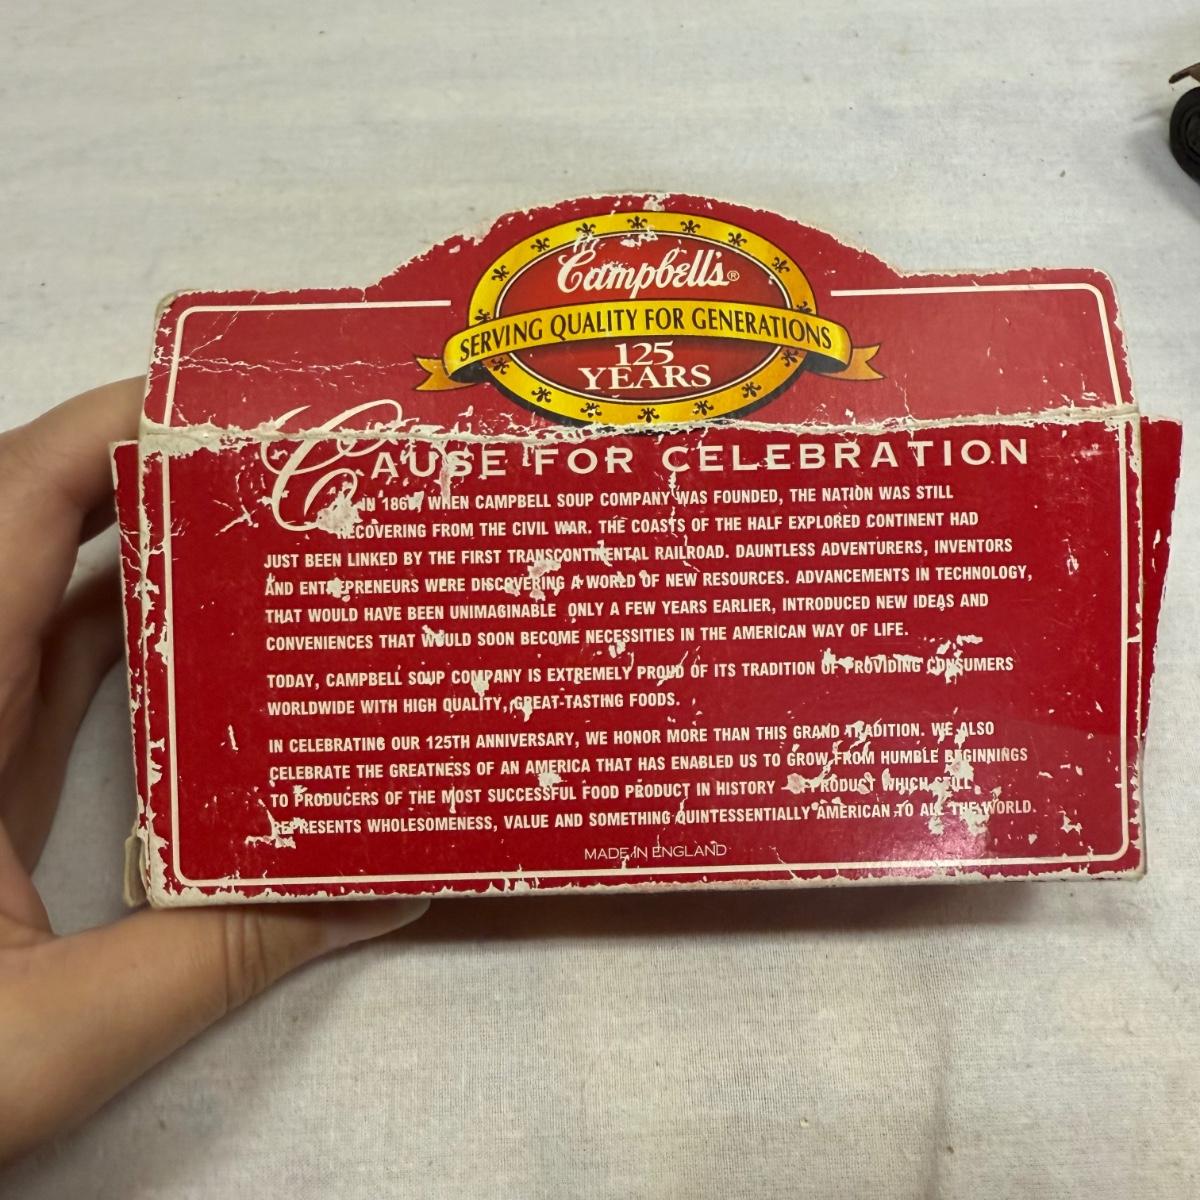 Campbell's®
SERVING QUALITY FOR GENERATIONS
125
YEARS
CAUSE FOR CELEBRATION
IN 1869, WHEN CAMPBELL SOUP COMPANY WAS FOUNDED, THE NATION WAS STILL
RECOVERING FROM THE CIVIL WAR. THE COASTS OF THE HALF EXPLORED CONTINENT HAD
JUST BEEN LINKED BY THE FIRST TRANSCONTINENTAL RAILROAD. DAUNTLESS ADVENTURERS, INVENTORS
AND ENTREPRENEURS WERE DISCOVERING A WORLD OF NEW RESOURCES. ADVANCEMENTS IN TECHNOLOGY,
THAT WOULD HAVE BEEN UNIMAGINABLE ONLY A FEW YEARS EARLIER, INTRODUCED NEW IDEAS AND
CONVENIENCES THAT WOULD SOON BECOME NECESSITIES IN THE AMERICAN WAY OF LIFE.
TODAY, CAMPBELL SOUP COMPANY IS EXTREMELY PROUD OF ITS TRADITION OF PROVIDING CONSUMERS
WORLDWIDE WITH HIGH QUALITY, GREAT-TASTING FOODS.
IN CELEBRATING OUR 125TH ANNIVERSARY, WE HONOR MORE THAN THIS GRAND TRADITION. WE ALSO
CELEBRATE THE GREATNESS OF AN AMERICA THAT HAS ENABLED US TO GROW FROM HUMBLE BEGINNINGS
TO PRODUCERS OF THE MOST SUCCESSFUL FOOD PRODUCT IN HISTORY – PRODUCT WHICH STILL
REPRESENTS WHOLESOMENESS, VALUE AND SOMETHING QUINTESSENTIALLY AMERICAN TO ALL THE WORLD.
MADE IN ENGLAND